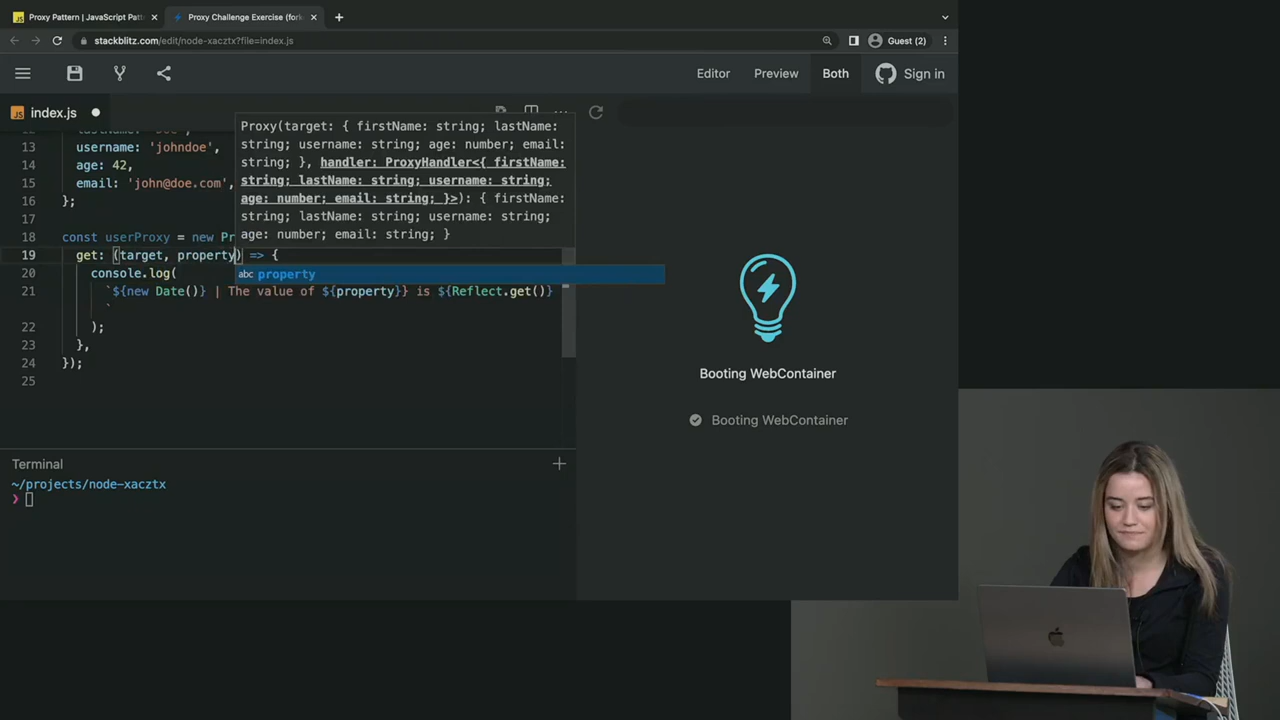 Proxy Pattern | JavaScript Patt
Proxy Challenge Exercise (fork
stackblitz.com/edit/node-xacztx?file=index.js
Guest (2)
Editor
Preview
Both
Sign in
JS index.js
13 username: 'johndoe',
14 age: 42,
15 email: 'john@doe.com',
16 };
17
18 const userProxy = new Pr
19 get: (target, property) => {
20 console.log(
21 `${new Date()} | The value of ${property}} is ${Reflect.get()}
`
22 );
23 },
24 });
25
Proxy(target: { firstName: string; lastName:
string; username: string; age: number; email:
string; }, handler: ProxyHandler<{ firstName:
string; lastName: string; username: string;
age: number; email: string; }>): { firstName:
string; lastName: string; username: string;
age: number; email: string; }
abc property
Booting WebContainer
Booting WebContainer
Terminal
~/projects/node-xacztx
❯